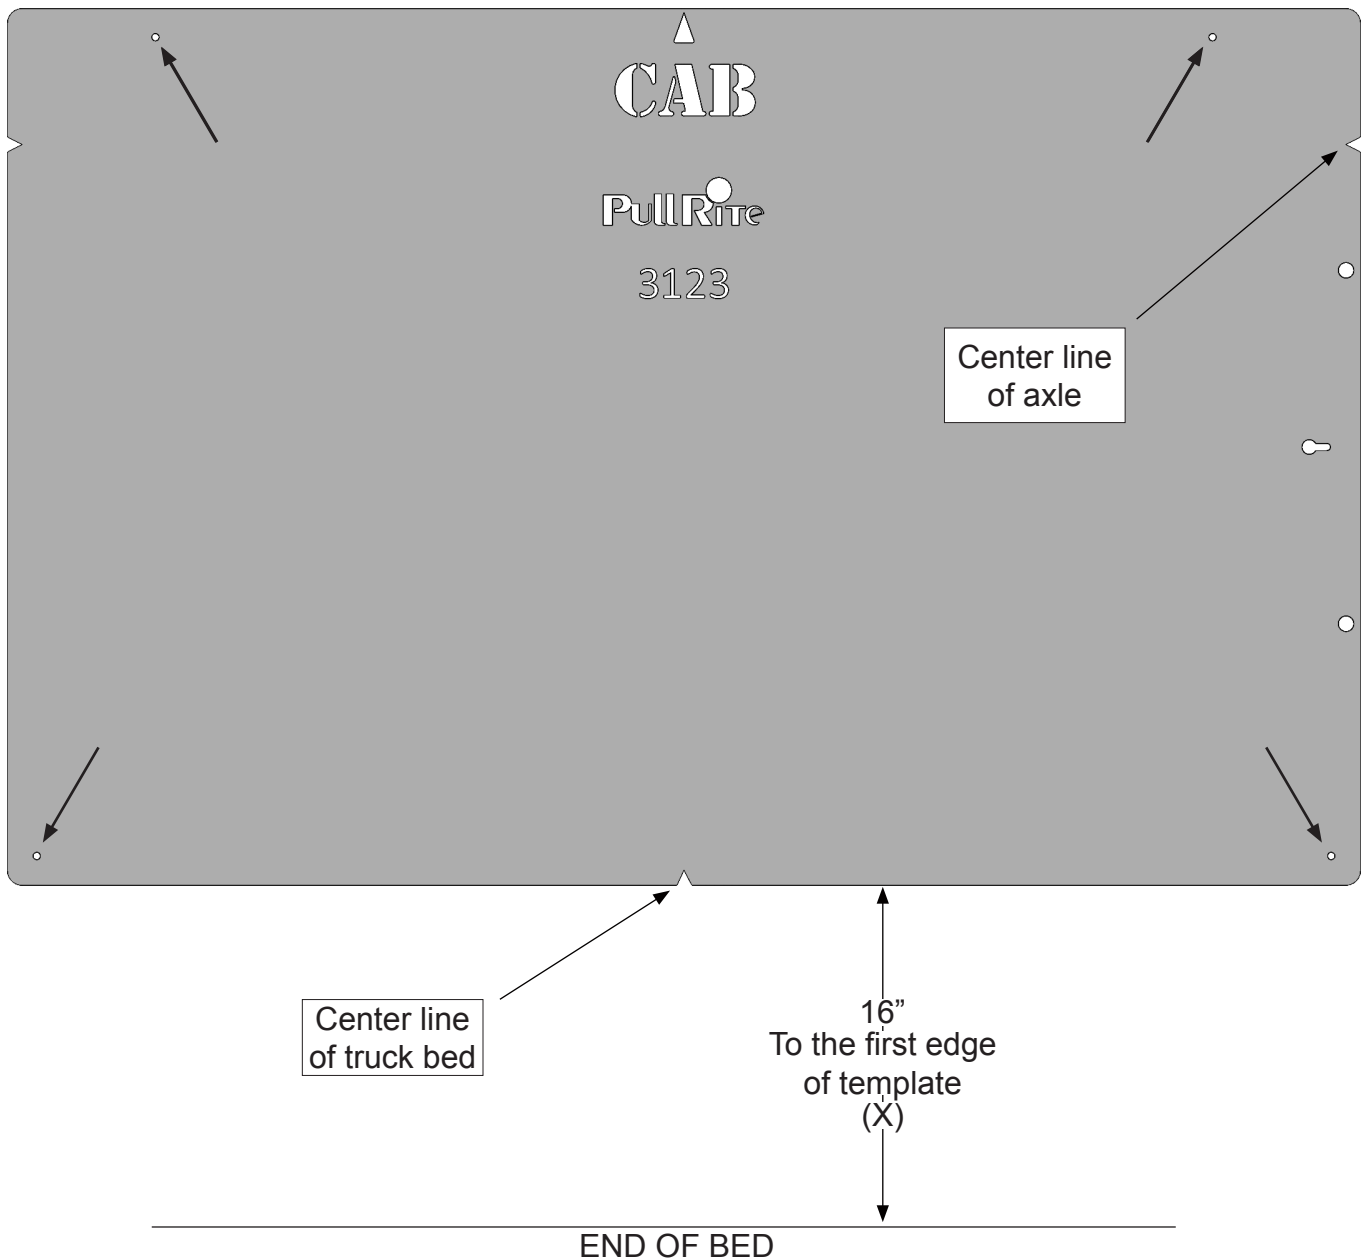 CAB
PullRite
3123
Center line
of axle
Center line
of truck bed
16”
To the first edge
of template
(X)
END OF BED